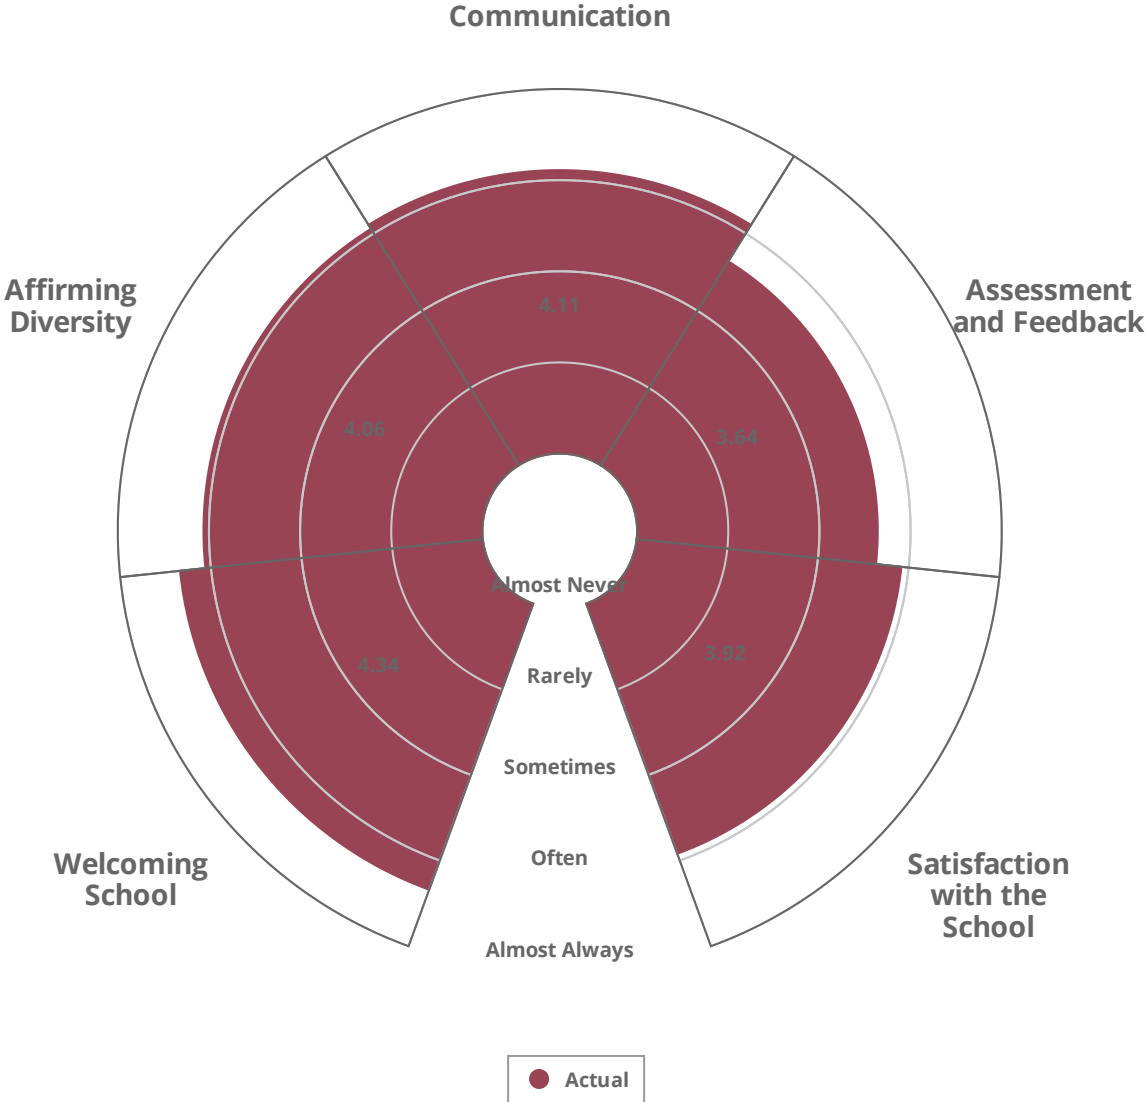 Communication
Affirming
Diversity
Assessment
and Feedback
4.11
4.06
3.64
Almost Never
4.34
3.92
Rarely
Sometimes
Often
Welcoming
School
Satisfaction
with the
School
Almost Always
Actual